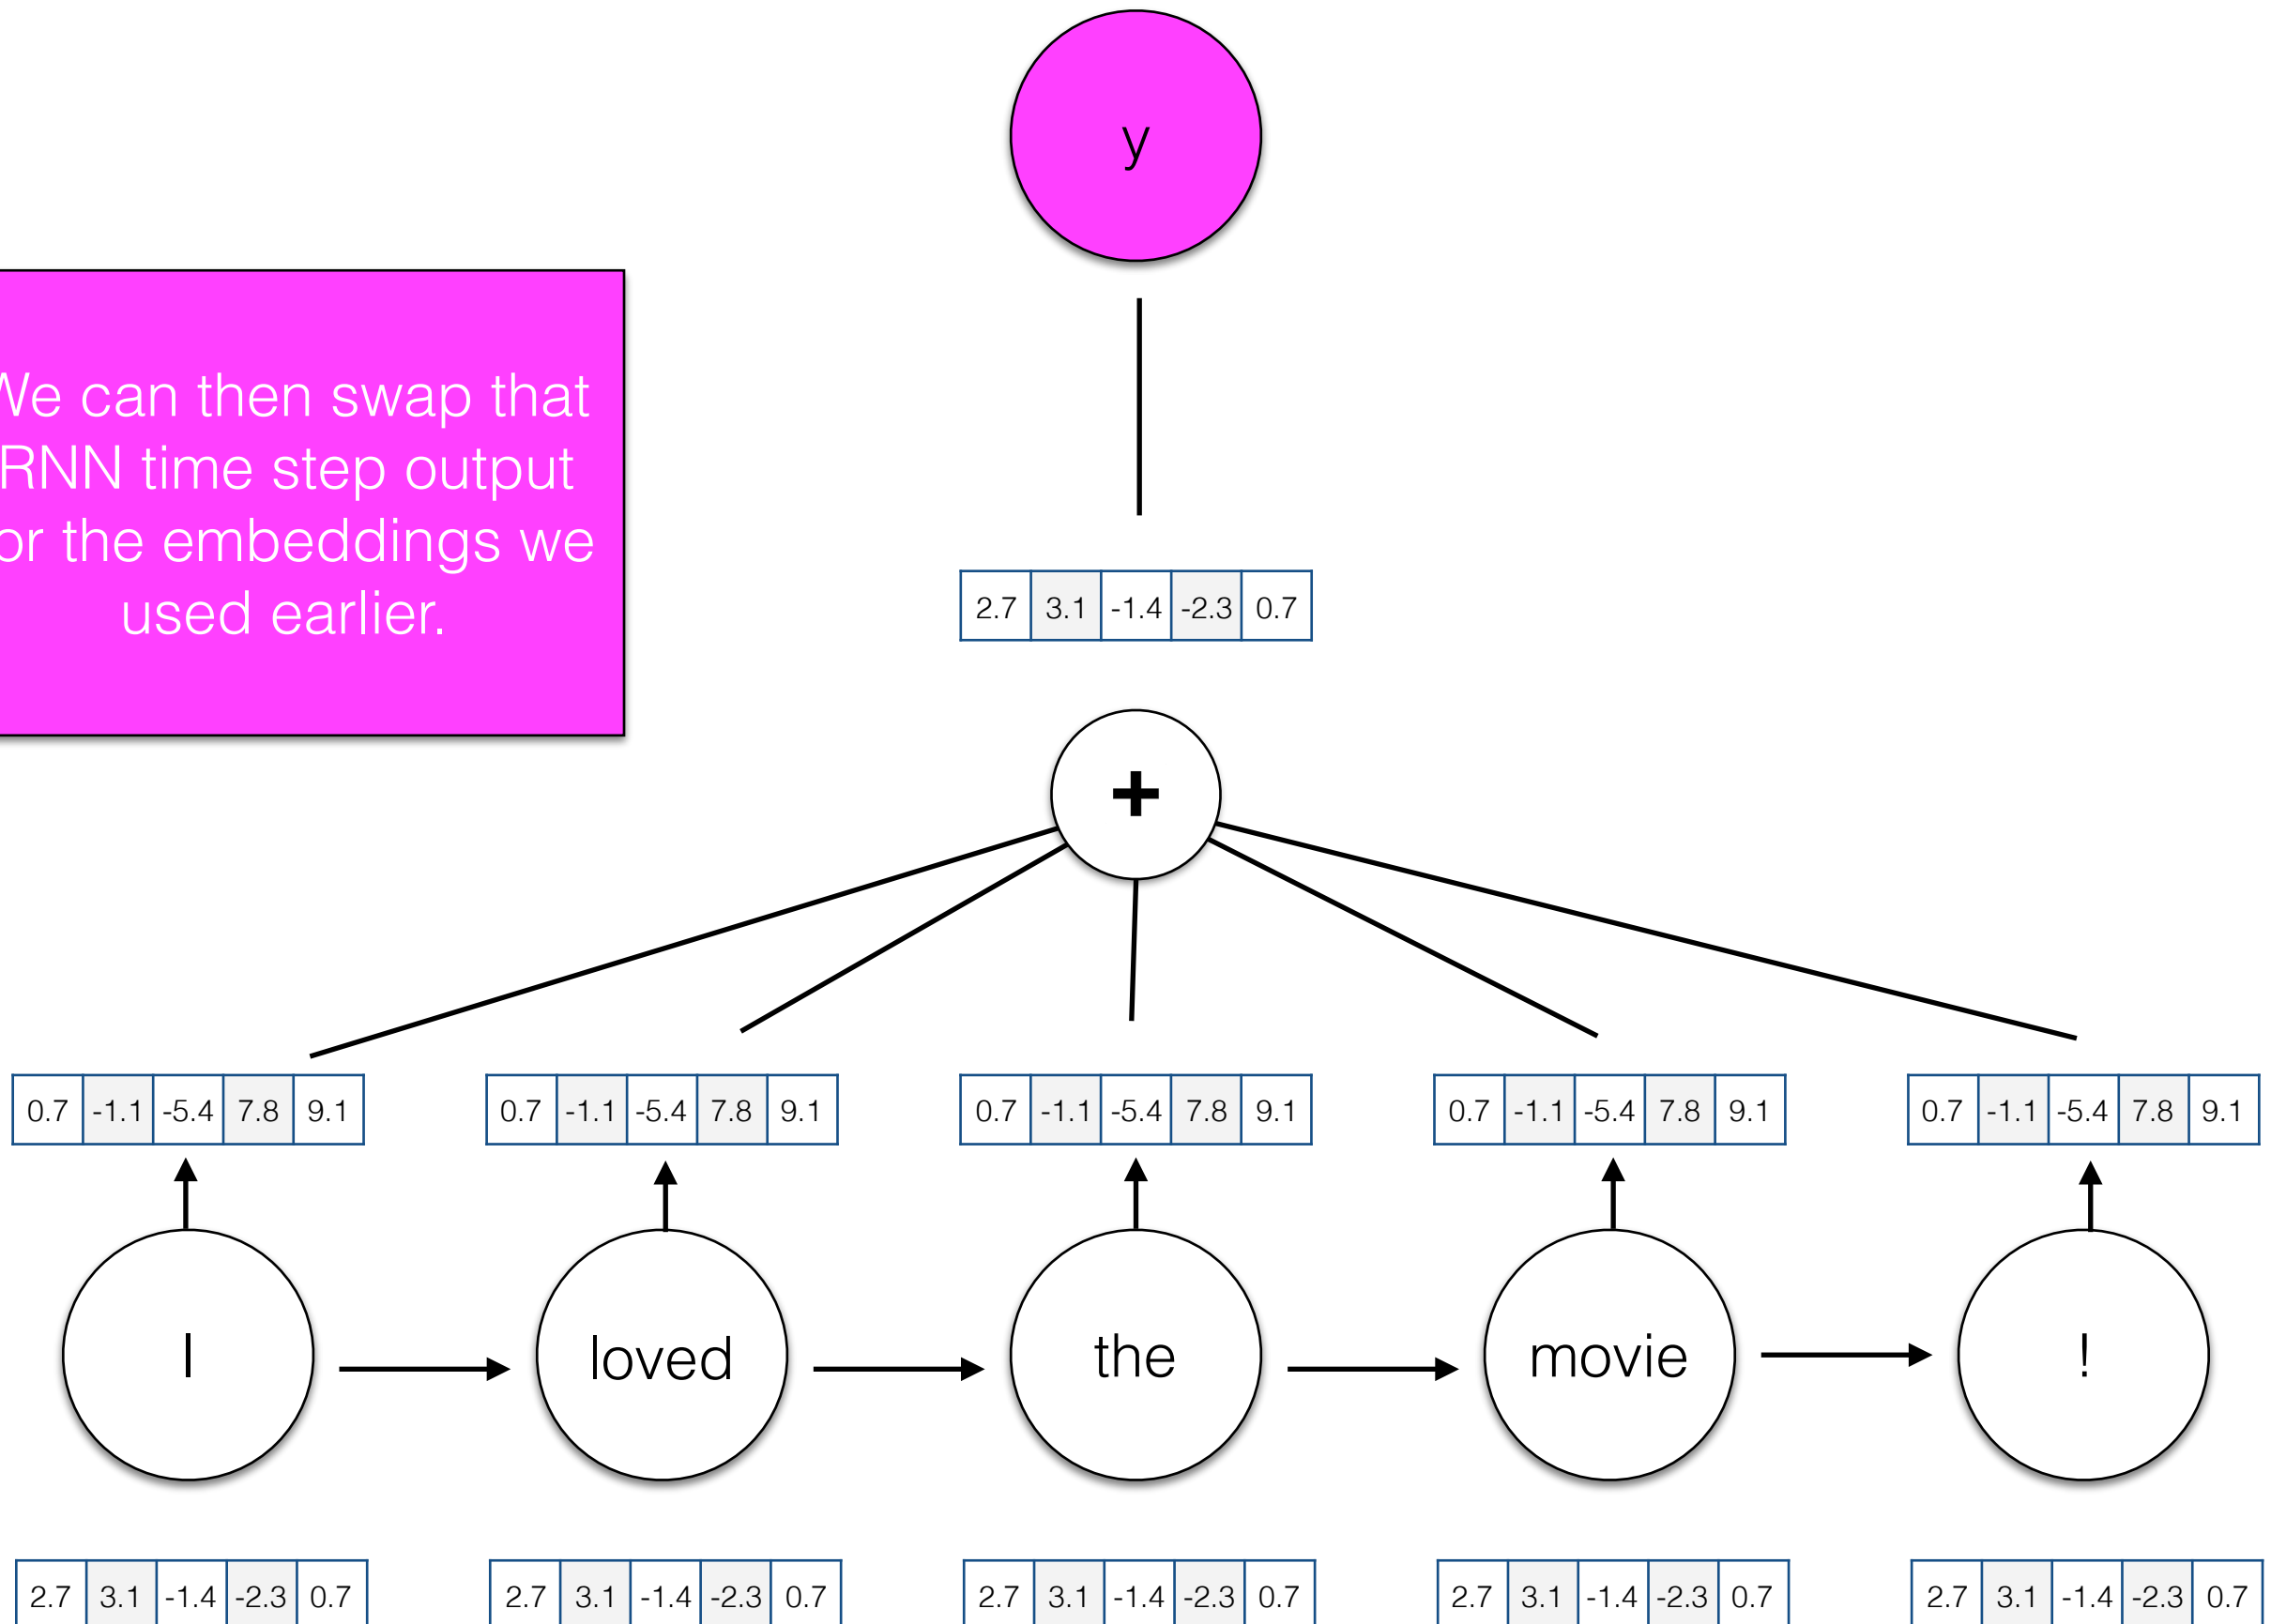 y
We can then swap that
RNN time step output
or the embeddings we
used earlier.
2.7 3.1 -1.4 -2.3 0.7
+
0.7 -1.1 -5.4 7.8 9.1 0.7 -1.1 -5.4 7.8 9.1 0.7 -1.1 -5.4 7.8 9.1 0.7 -1.1 -5.4 7.8 9.1 0.7 -1.1 -5.4 7.8 9.1
I loved the movie !
2.7 3.1 -1.4 -2.3 0.7 2.7 3.1 -1.4 -2.3 0.7 2.7 3.1 -1.4 -2.3 0.7 2.7 3.1 -1.4 -2.3 0.7 2.7 3.1 -1.4 -2.3 0.7